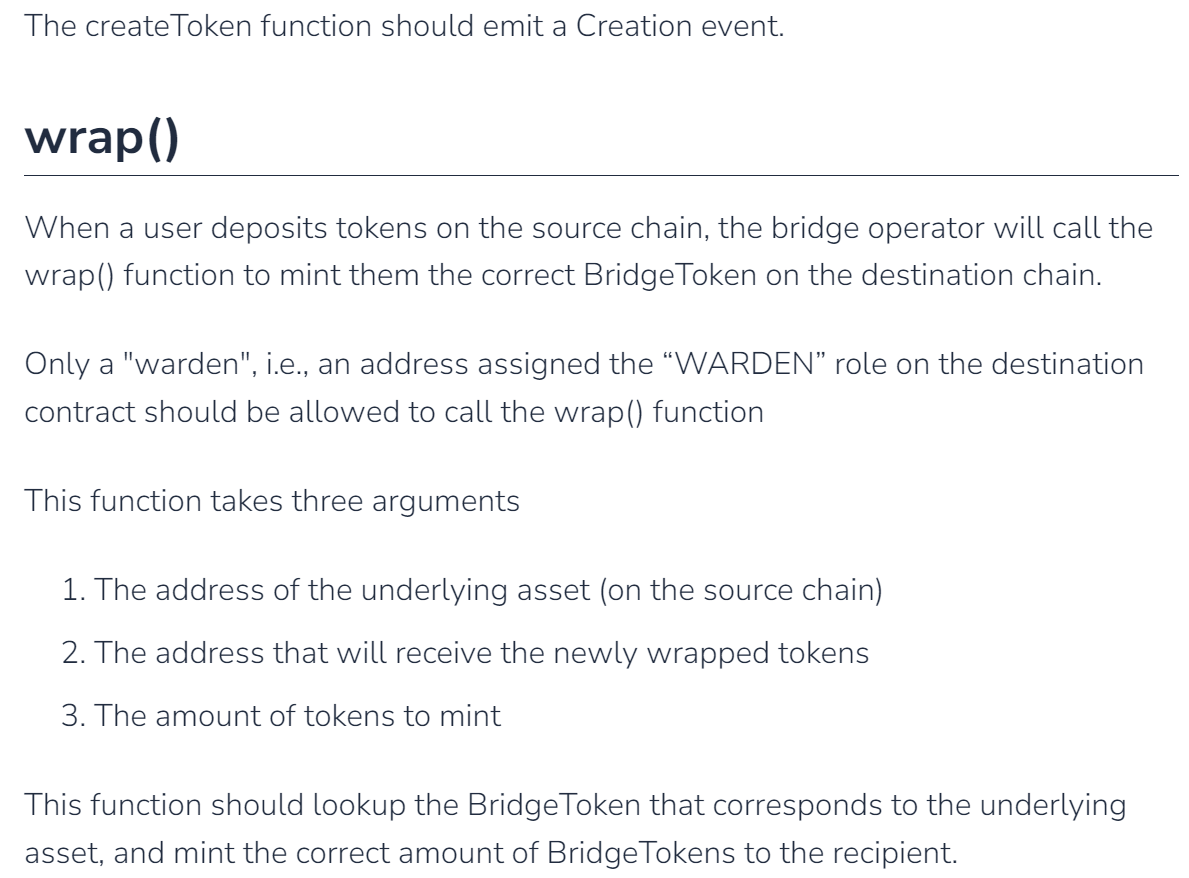 The createToken function should emit a Creation event.
wrap()
When a user deposits tokens on the source chain, the bridge operator will call the
wrap() function to mint them the correct BridgeToken on the destination chain.
Only a "warden", i.e., an address assigned the “WARDEN” role on the destination
contract should be allowed to call the wrap() function
This function takes three arguments
1. The address of the underlying asset (on the source chain)
2. The address that will receive the newly wrapped tokens
3. The amount of tokens to mint
This function should lookup the BridgeToken that corresponds to the underlying
asset, and mint the correct amount of BridgeTokens to the recipient.